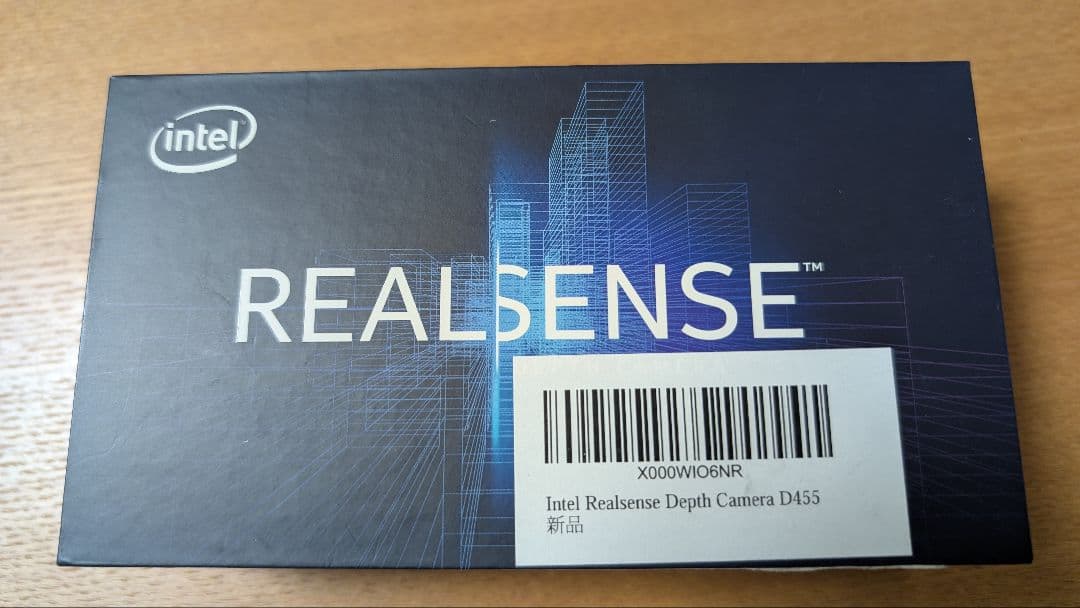 intel
REALSENSE™
X000WIO6NR
Intel Realsense Depth Camera D455
新品